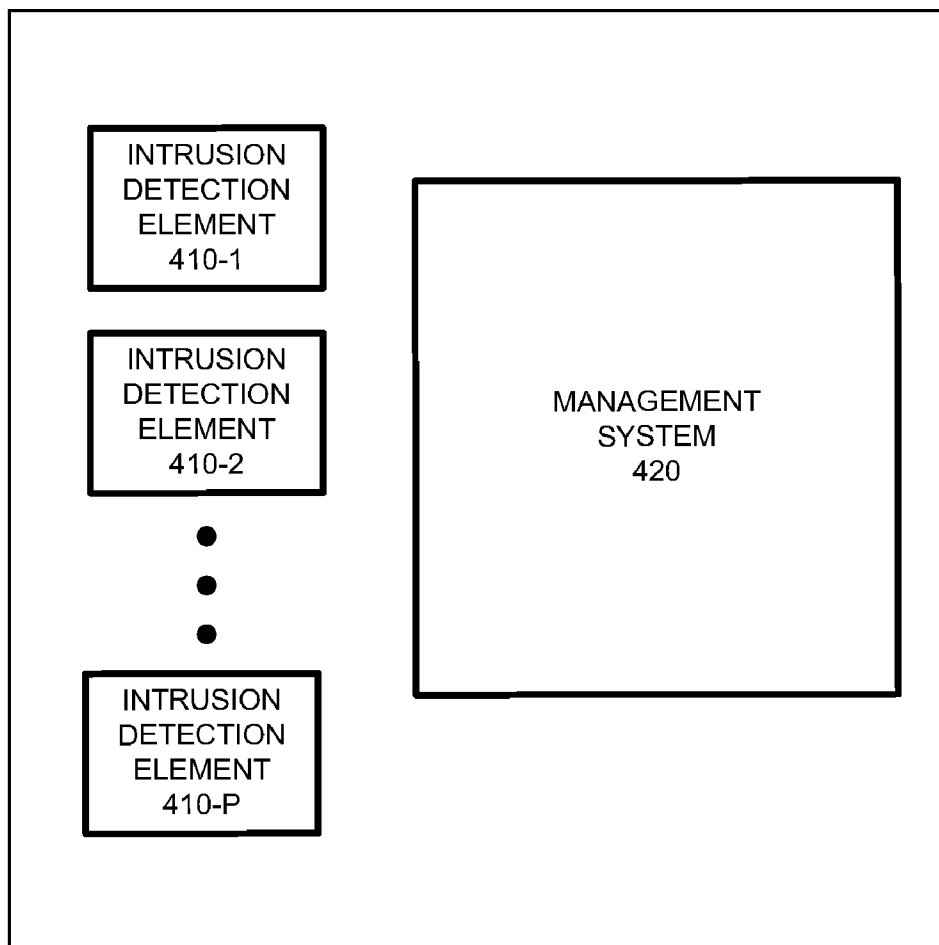 INTRUSION
DETECTION
ELEMENT
410-1
INTRUSION
DETECTION
ELEMENT
410-2
INTRUSION
DETECTION
ELEMENT
410-P
MANAGEMENT
SYSTEM
420